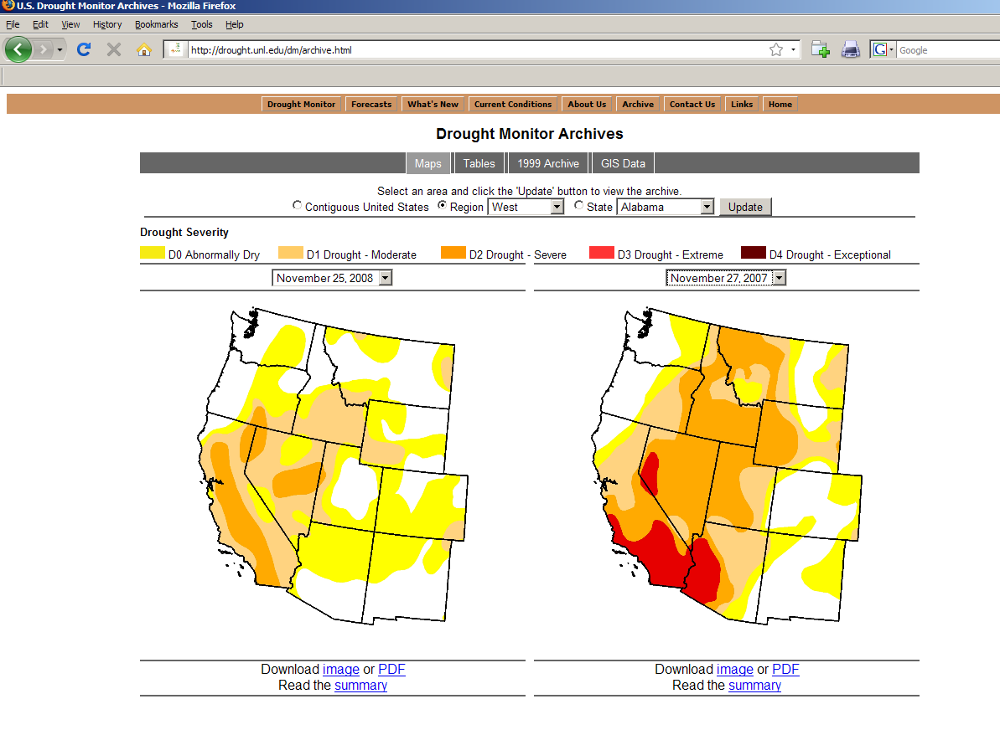 U.S. Drought Monitor Archives - Mozilla Firefox
File Edit View History Bookmarks Tools Help
http://drought.unl.edu/dm/archive.html G Google
Drought Monitor Forecasts What's New Current Conditions About Us Archive Contact Us Links Home
Drought Monitor Archives
Maps Tables 1999 Archive GIS Data
Select an area and click the 'Update' button to view the archive.
Contiguous United States Region West State Alabama Update
Drought Severity
D0 Abnormally Dry D1 Drought - Moderate D2 Drought - Severe D3 Drought - Extreme D4 Drought - Exceptional
November 25, 2008 November 27, 2007
Download image or PDF Download image or PDF
Read the summary Read the summary